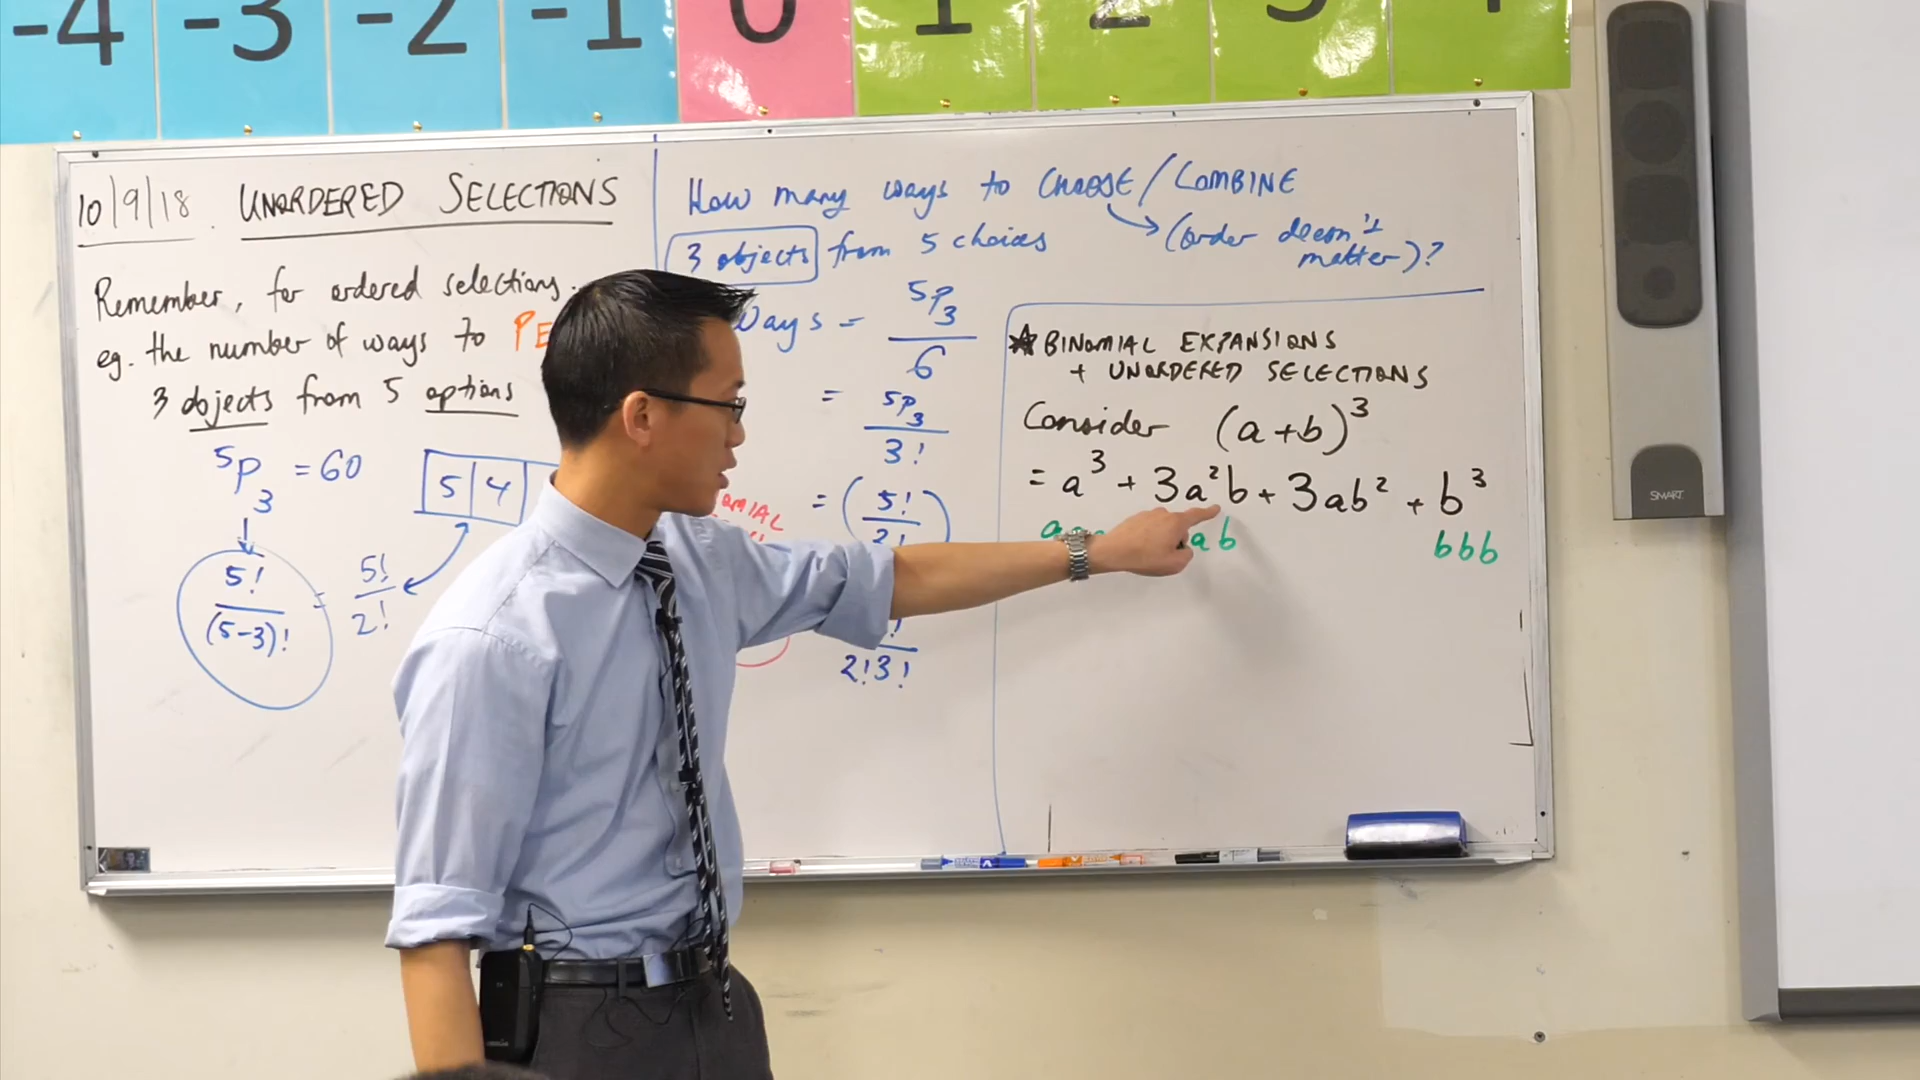 -4 -3 -2 -1 0 1 2 3
10/9/18. UNORDERED SELECTIONS
Remember, for ordered selections.
eg. the number of ways to PE
3 objects from 5 options
5P3 = 60
5 4
5!/(5-3)! = 5!/2!
How many ways to CHOOSE/COMBINE
3 objects from 5 choices
(order doesn't
matter)?
Ways = 5P3/6
= 5P3/3!
= (5!/2!)
2!3!
★ BINOMIAL EXPANSIONS
+ UNORDERED SELECTIONS
Consider (a+b)³
= a³ + 3a²b + 3ab² + b³
ab
bbb
SMART